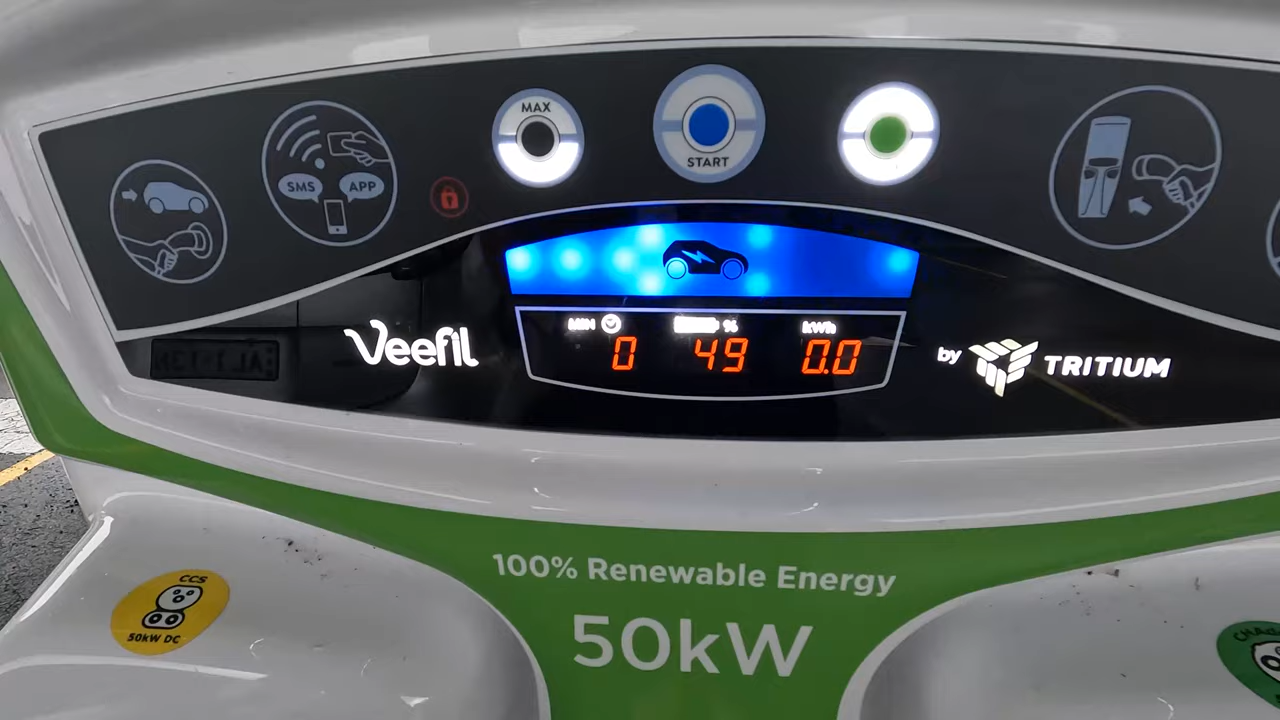 MAX
START
SMS
APP
Veefil
MIN %  kWh
0 49 0.0
by TRITIUM
100% Renewable Energy
50kW
CCS
50kW DC